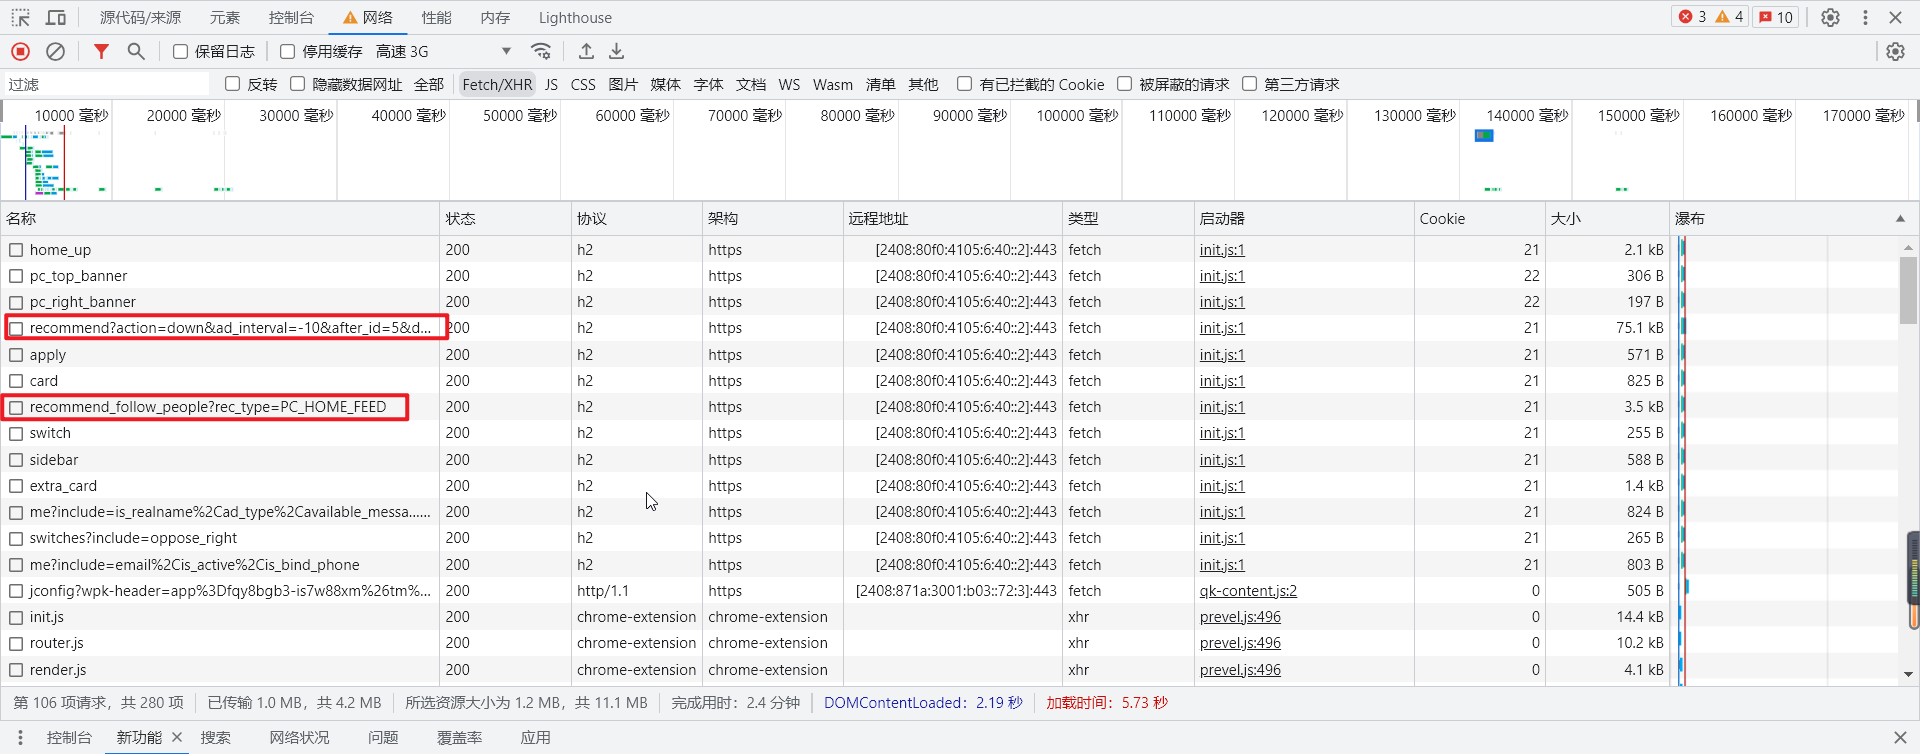 源代码/来源 元素 控制台 网络 性能 内存 Lighthouse 3 4 10
保留日志 停用缓存 高速 3G
过滤 反转 隐藏数据网址 全部 Fetch/XHR JS CSS 图片 媒体 字体 文档 WS Wasm 清单 其他 有已拦截的 Cookie 被屏蔽的请求 第三方请求
10000 毫秒 20000 毫秒 30000 毫秒 40000 毫秒 50000 毫秒 60000 毫秒 70000 毫秒 80000 毫秒 90000 毫秒 100000 毫秒 110000 毫秒 120000 毫秒 130000 毫秒 140000 毫秒 150000 毫秒 160000 毫秒 170000 毫秒
名称 状态 协议 架构 远程地址 类型 启动器 Cookie 大小 瀑布
home_up 200 h2 https [2408:80f0:4105:6:40::2]:443 fetch init.js:1 21 2.1 kB
pc_top_banner 200 h2 https [2408:80f0:4105:6:40::2]:443 fetch init.js:1 22 306 B
pc_right_banner 200 h2 https [2408:80f0:4105:6:40::2]:443 fetch init.js:1 22 197 B
recommend?action=down&ad_interval=-10&after_id=5&d... 200 h2 https [2408:80f0:4105:6:40::2]:443 fetch init.js:1 21 75.1 kB
apply 200 h2 https [2408:80f0:4105:6:40::2]:443 fetch init.js:1 21 571 B
card 200 h2 https [2408:80f0:4105:6:40::2]:443 fetch init.js:1 21 825 B
recommend_follow_people?rec_type=PC_HOME_FEED 200 h2 https [2408:80f0:4105:6:40::2]:443 fetch init.js:1 21 3.5 kB
switch 200 h2 https [2408:80f0:4105:6:40::2]:443 fetch init.js:1 21 255 B
sidebar 200 h2 https [2408:80f0:4105:6:40::2]:443 fetch init.js:1 21 588 B
extra_card 200 h2 https [2408:80f0:4105:6:40::2]:443 fetch init.js:1 21 1.4 kB
me?include=is_realname%2Cad_type%2Cavailable_messa...... 200 h2 https [2408:80f0:4105:6:40::2]:443 fetch init.js:1 21 824 B
switches?include=oppose_right 200 h2 https [2408:80f0:4105:6:40::2]:443 fetch init.js:1 21 265 B
me?include=email%2Cis_active%2Cis_bind_phone 200 h2 https [2408:80f0:4105:6:40::2]:443 fetch init.js:1 21 803 B
jconfig?wpk-header=app%3Dfqy8bgb3-is7w88xm%26tm%... 200 http/1.1 https [2408:871a:3001:b03::72:3]:443 fetch qk-content.js:2 0 505 B
init.js 200 chrome-extension chrome-extension xhr prevel.js:496 0 14.4 kB
router.js 200 chrome-extension chrome-extension xhr prevel.js:496 0 10.2 kB
render.js 200 chrome-extension chrome-extension xhr prevel.js:496 0 4.1 kB
第 106 项请求，共 280 项 已传输 1.0 MB，共 4.2 MB 所选资源大小为 1.2 MB，共 11.1 MB 完成用时：2.4 分钟 DOMContentLoaded：2.19 秒 加载时间：5.73 秒
控制台 新功能 搜索 网络状况 问题 覆盖率 应用